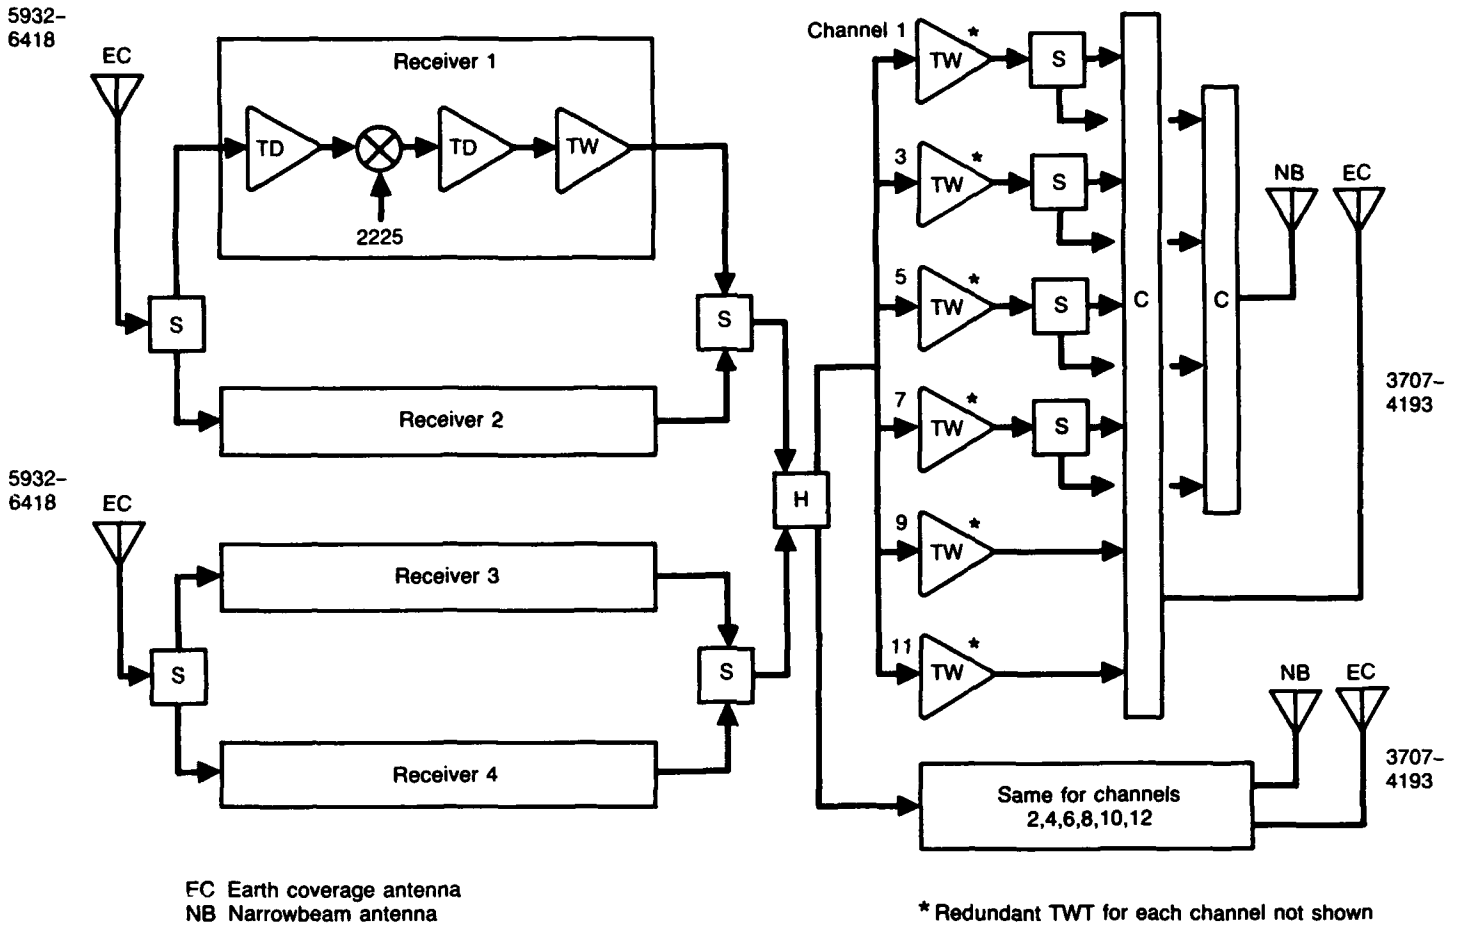 5932–
6418
EC
Receiver 1
TD
TD
TW
2225
S
S
Receiver 2
5932–
6418
EC
Receiver 3
S
S
Receiver 4
H
Channel 1
TW
*
S
3
TW
*
S
5
TW
*
S
7
TW
*
S
9
TW
*
11
TW
*
C
C
NB
EC
3707–
4193
NB
EC
3707–
4193
Same for channels
2,4,6,8,10,12
EC Earth coverage antenna
NB Narrowbeam antenna
* Redundant TWT for each channel not shown